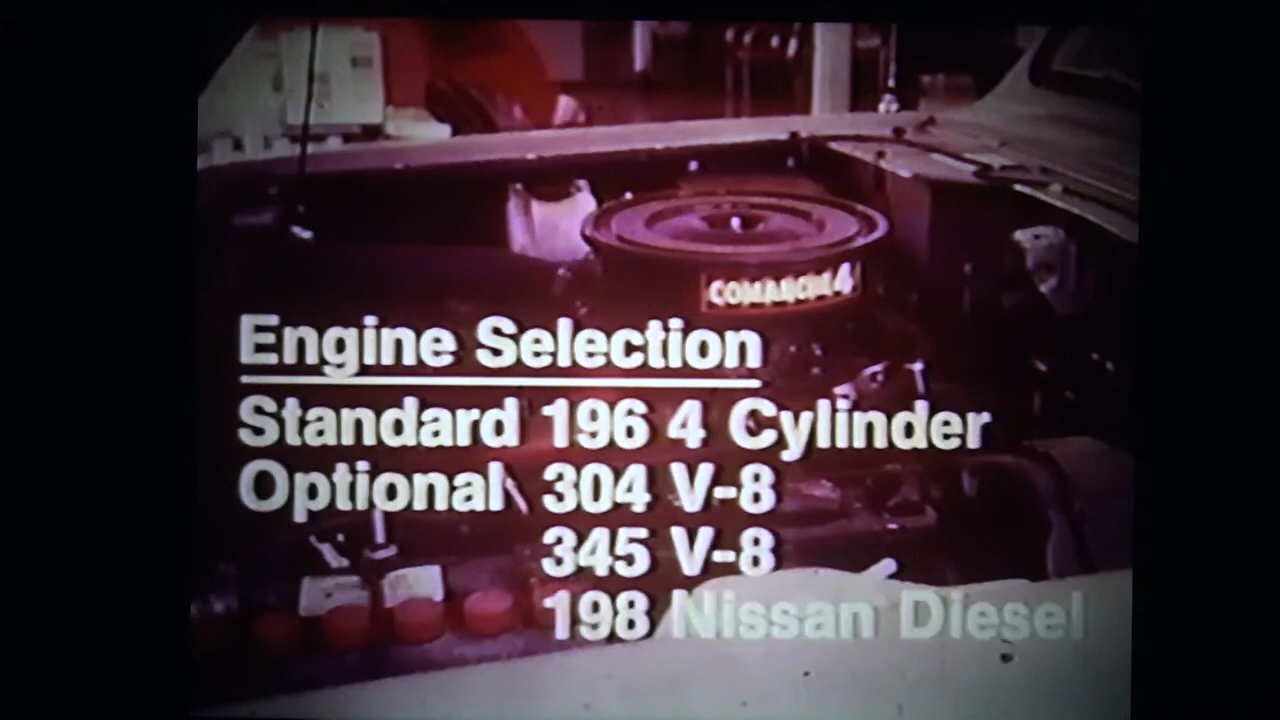 COMANCHE 4
Engine Selection
Standard 196 4 Cylinder
Optional 304 V-8
345 V-8
198 Nissan Diesel